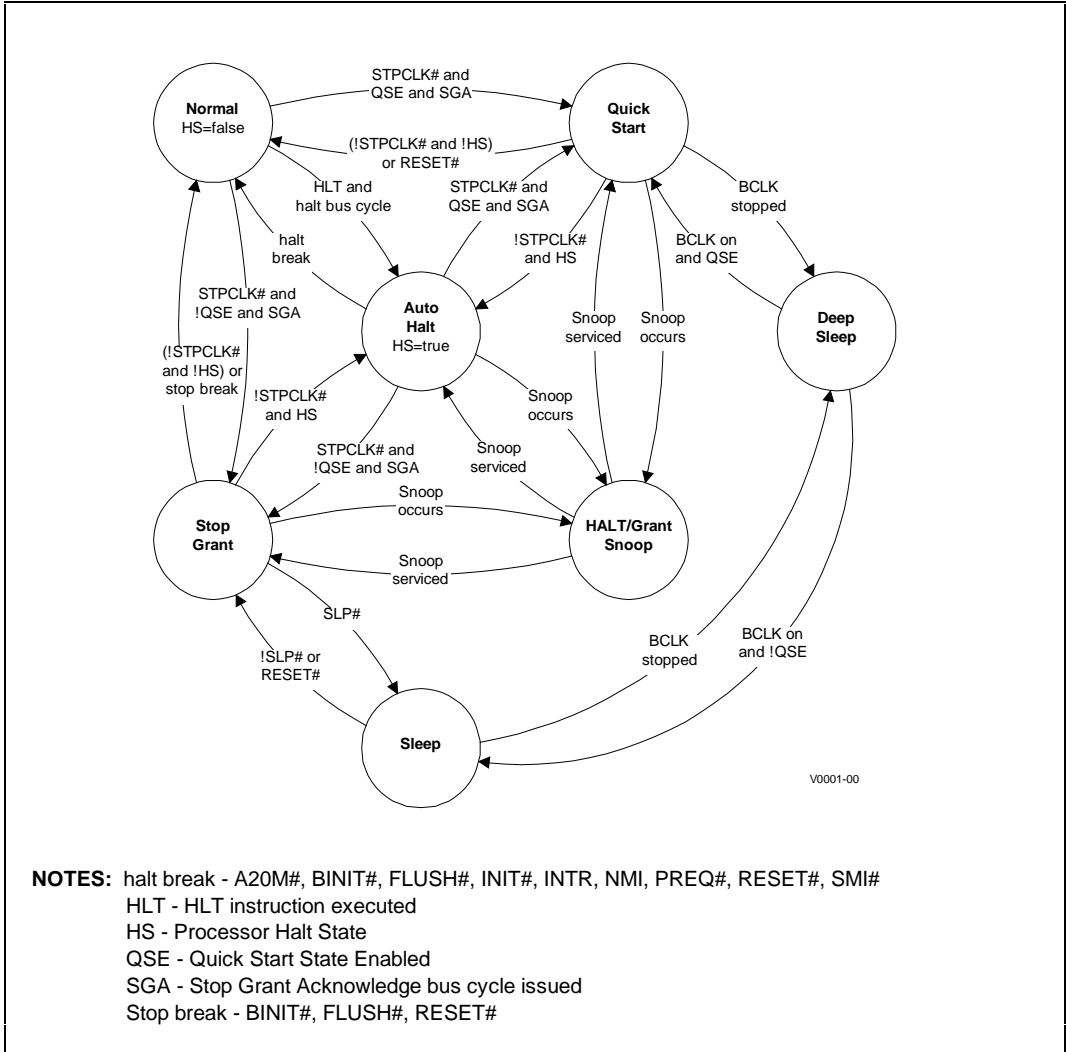 STPCLK# and
QSE and SGA
Normal
HS=false
Quick
Start
(!STPCLK# and !HS)
or RESET#
HLT and
halt bus cycle
STPCLK# and
QSE and SGA
BCLK
stopped
halt
break
!STPCLK#
and HS
BCLK on
and QSE
STPCLK# and
!QSE and SGA
Auto
Halt
HS=true
Snoop
serviced
Snoop
occurs
Deep
Sleep
(!STPCLK#
and !HS) or
stop break
!STPCLK#
and HS
Snoop
occurs
STPCLK# and
!QSE and SGA
Snoop
serviced
Stop
Grant
Snoop
occurs
HALT/Grant
Snoop
Snoop
serviced
SLP#
!SLP# or
RESET#
BCLK
stopped
BCLK on
and !QSE
Sleep
V0001-00
NOTES: halt break - A20M#, BINIT#, FLUSH#, INIT#, INTR, NMI, PREQ#, RESET#, SMI#
HLT - HLT instruction executed
HS - Processor Halt State
QSE - Quick Start State Enabled
SGA - Stop Grant Acknowledge bus cycle issued
Stop break - BINIT#, FLUSH#, RESET#